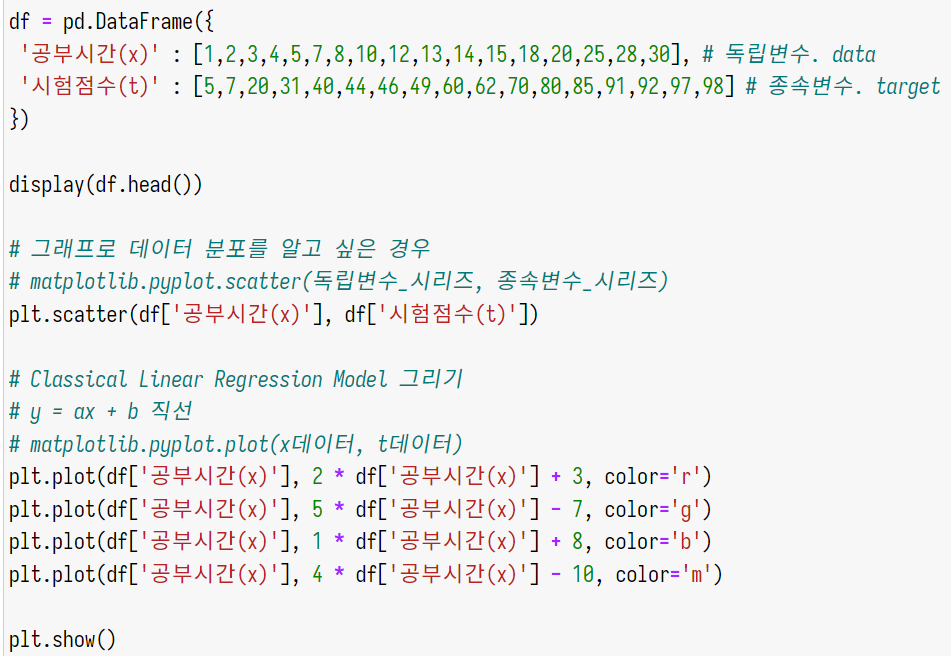 df = pd.DataFrame({
 '공부시간(x)' : [1,2,3,4,5,7,8,10,12,13,14,15,18,20,25,28,30], # 독립변수. data
 '시험점수(t)' : [5,7,20,31,40,44,46,49,60,62,70,80,85,91,92,97,98] # 종속변수. target
})
display(df.head())
# 그래프로 데이터 분포를 알고 싶은 경우
# matplotlib.pyplot.scatter(독립변수_시리즈, 종속변수_시리즈)
plt.scatter(df['공부시간(x)'], df['시험점수(t)'])
# Classical Linear Regression Model 그리기
# y = ax + b 직선
# matplotlib.pyplot.plot(x데이터, t데이터)
plt.plot(df['공부시간(x)'], 2 * df['공부시간(x)'] + 3, color='r')
plt.plot(df['공부시간(x)'], 5 * df['공부시간(x)'] - 7, color='g')
plt.plot(df['공부시간(x)'], 1 * df['공부시간(x)'] + 8, color='b')
plt.plot(df['공부시간(x)'], 4 * df['공부시간(x)'] - 10, color='m')
plt.show()